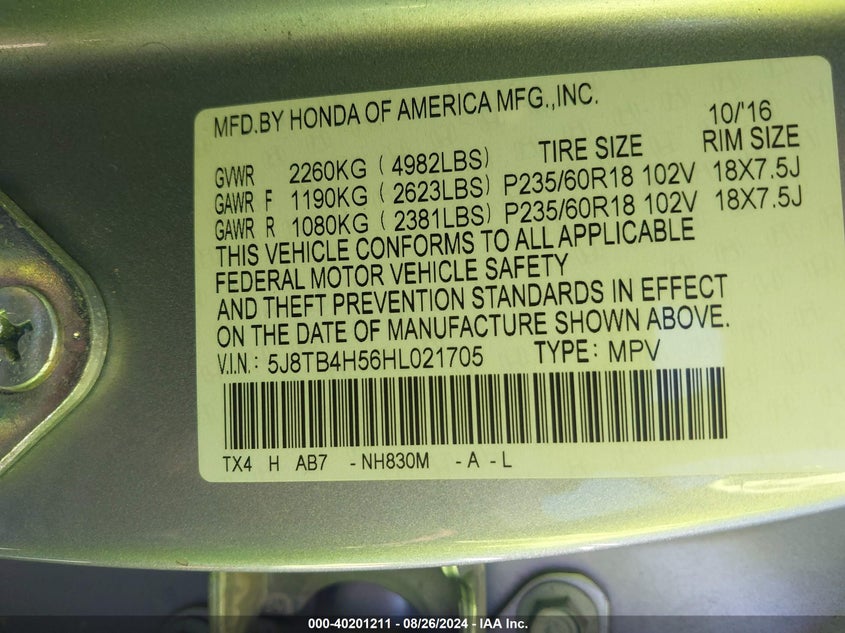 MFD.BY HONDA OF AMERICA MFG.,INC. 10/'16
TIRE SIZE RIM SIZE
GVWR 2260KG (4982LBS)
GAWR F 1190KG (2623LBS) P235/60R18 102V 18X7.5J
GAWR R 1080KG (2381LBS) P235/60R18 102V 18X7.5J
THIS VEHICLE CONFORMS TO ALL APPLICABLE
FEDERAL MOTOR VEHICLE SAFETY
AND THEFT PREVENTION STANDARDS IN EFFECT
ON THE DATE OF MANUFACTURE SHOWN ABOVE.
V.I.N.: 5J8TB4H56HL021705 TYPE: MPV
TX4 H AB7 -NH830M -A -L
000-40201211 - 08/26/2024 - IAA Inc.